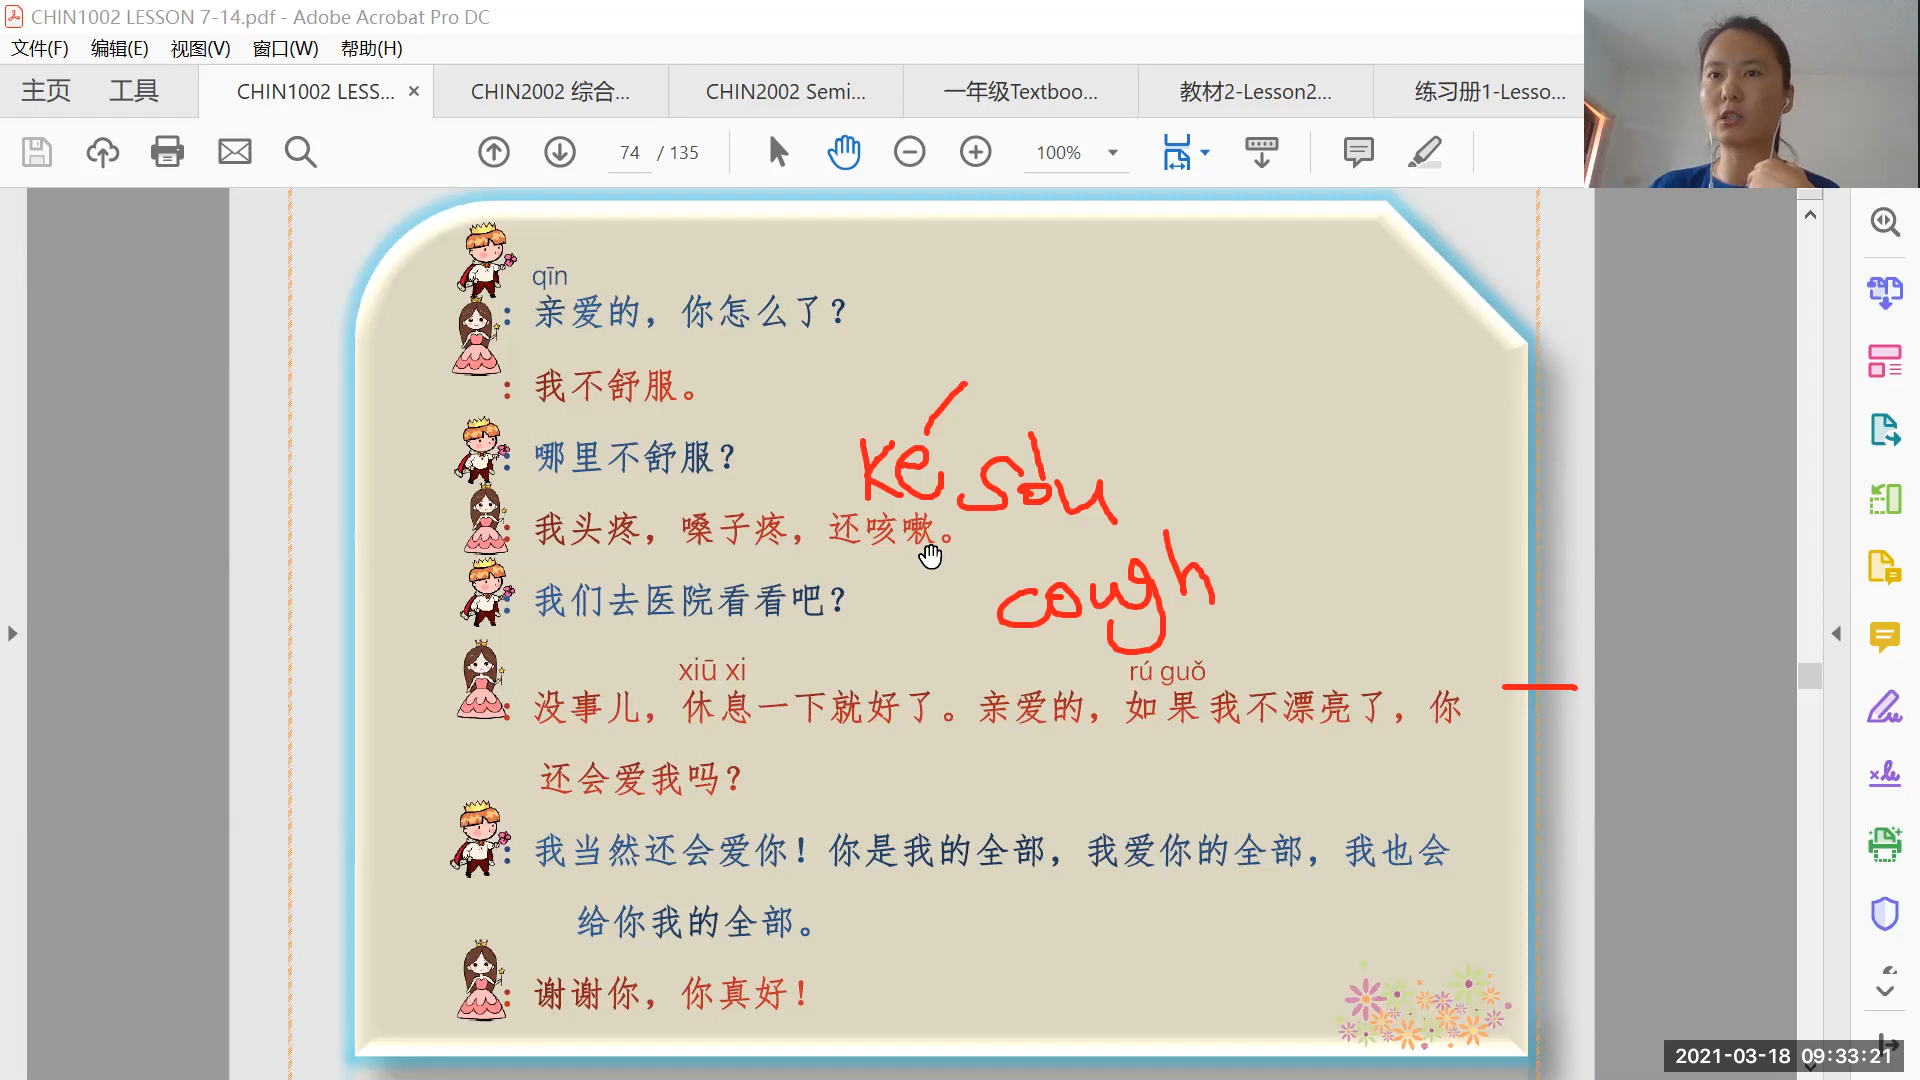 CHIN1002 LESSON 7-14.pdf - Adobe Acrobat Pro DC
文件(F) 编辑(E) 视图(V) 窗口(W) 帮助(H)
主页 工具 CHIN1002 LESS... × CHIN2002 综合... CHIN2002 Semi... 一年级Textboo... 教材2-Lesson2... 练习册1-Lesso...
74 / 135 100%
qīn
: 亲爱的，你怎么了？
: 我不舒服。
: 哪里不舒服？
ké sòu
: 我头疼，嗓子疼，还咳嗽。
cough
: 我们去医院看看吧？
xiū xi rú guǒ
: 没事儿，休息一下就好了。亲爱的，如果我不漂亮了，你
还会爱我吗？
: 我当然还会爱你！你是我的全部，我爱你的全部，我也会
给你我的全部。
: 谢谢你，你真好！
2021-03-18 09:33:21